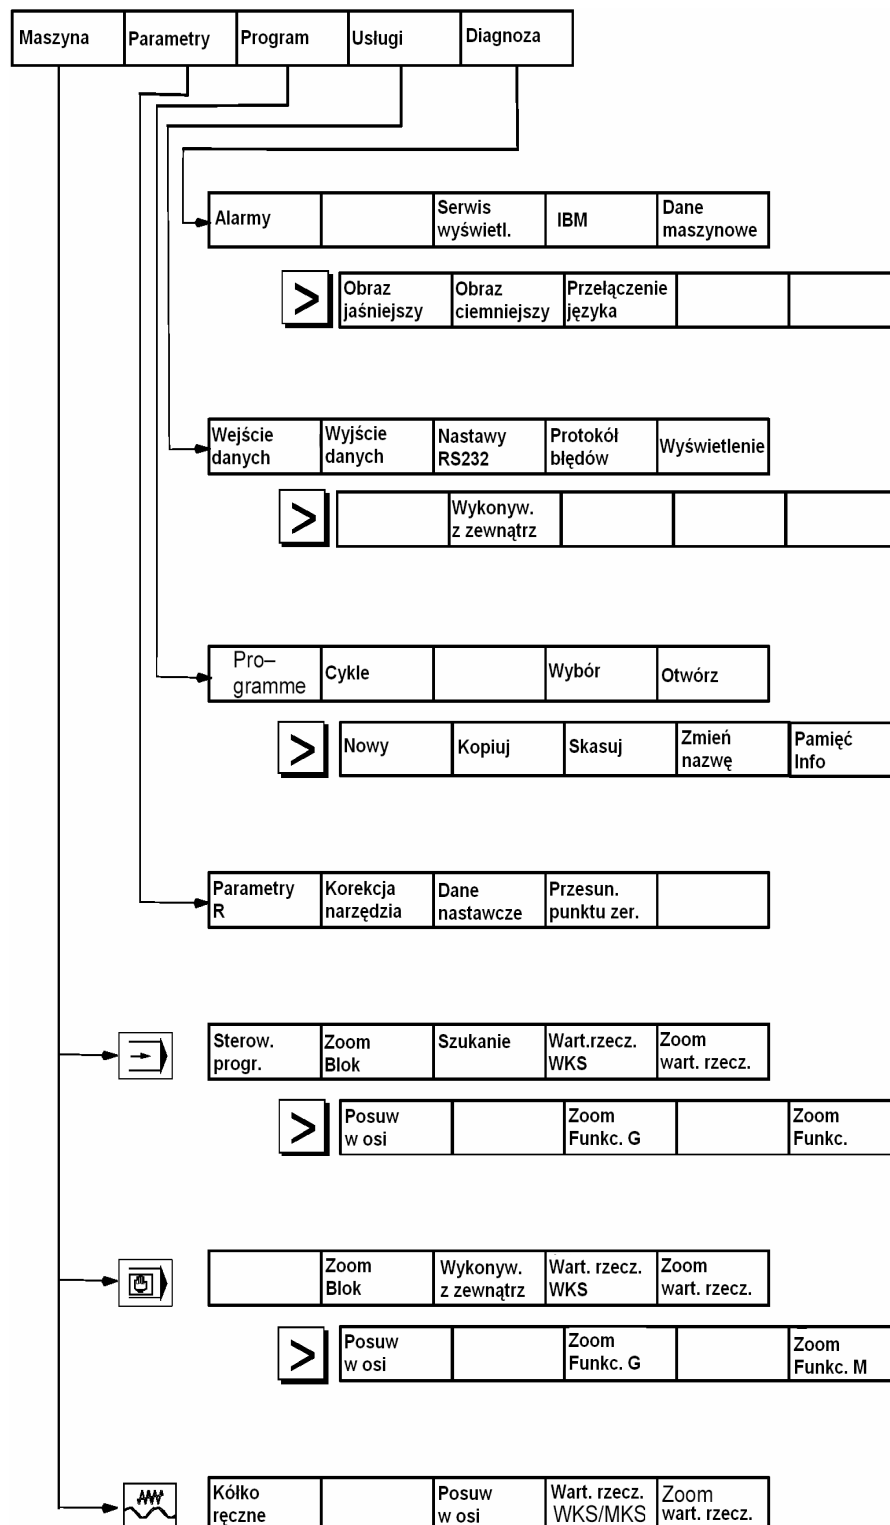 Maszyna Parametry Program Usługi Diagnoza
Alarmy
Serwis
wyświetl.
IBM
Dane
maszynowe
>
Obraz
jaśniejszy
Obraz
ciemniejszy
Przełączenie
języka
Wejście
danych
Wyjście
danych
Nastawy
RS232
Protokół
błędów
Wyświetlenie
>
Wykonyw.
z zewnątrz
Pro–
gramme
Cykle
Wybór
Otwórz
>
Nowy
Kopiuj
Skasuj
Zmień
nazwę
Pamięć
Info
Parametry
R
Korekcja
narzędzia
Dane
nastawcze
Przesun.
punktu zer.
Sterow.
progr.
Zoom
Blok
Szukanie
Wart.rzecz.
WKS
Zoom
wart. rzecz.
>
Posuw
w osi
Zoom
Funkc. G
Zoom
Funkc.
Zoom
Blok
Wykonyw.
z zewnątrz
Wart. rzecz.
WKS
Zoom
wart. rzecz.
>
Posuw
w osi
Zoom
Funkc. G
Zoom
Funkc. M
Kółko
ręczne
Posuw
w osi
Wart. rzecz.
WKS/MKS
Zoom
wart. rzecz.